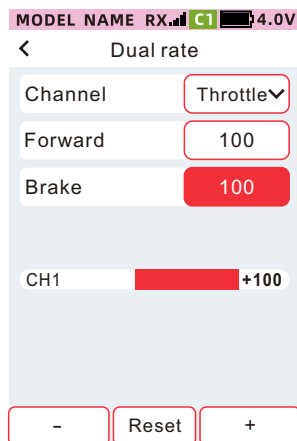 MODEL NAME RX C1 4.0V
Dual rate
Channel Throttle
Forward 100
Brake 100
CH1 +100
- Reset +